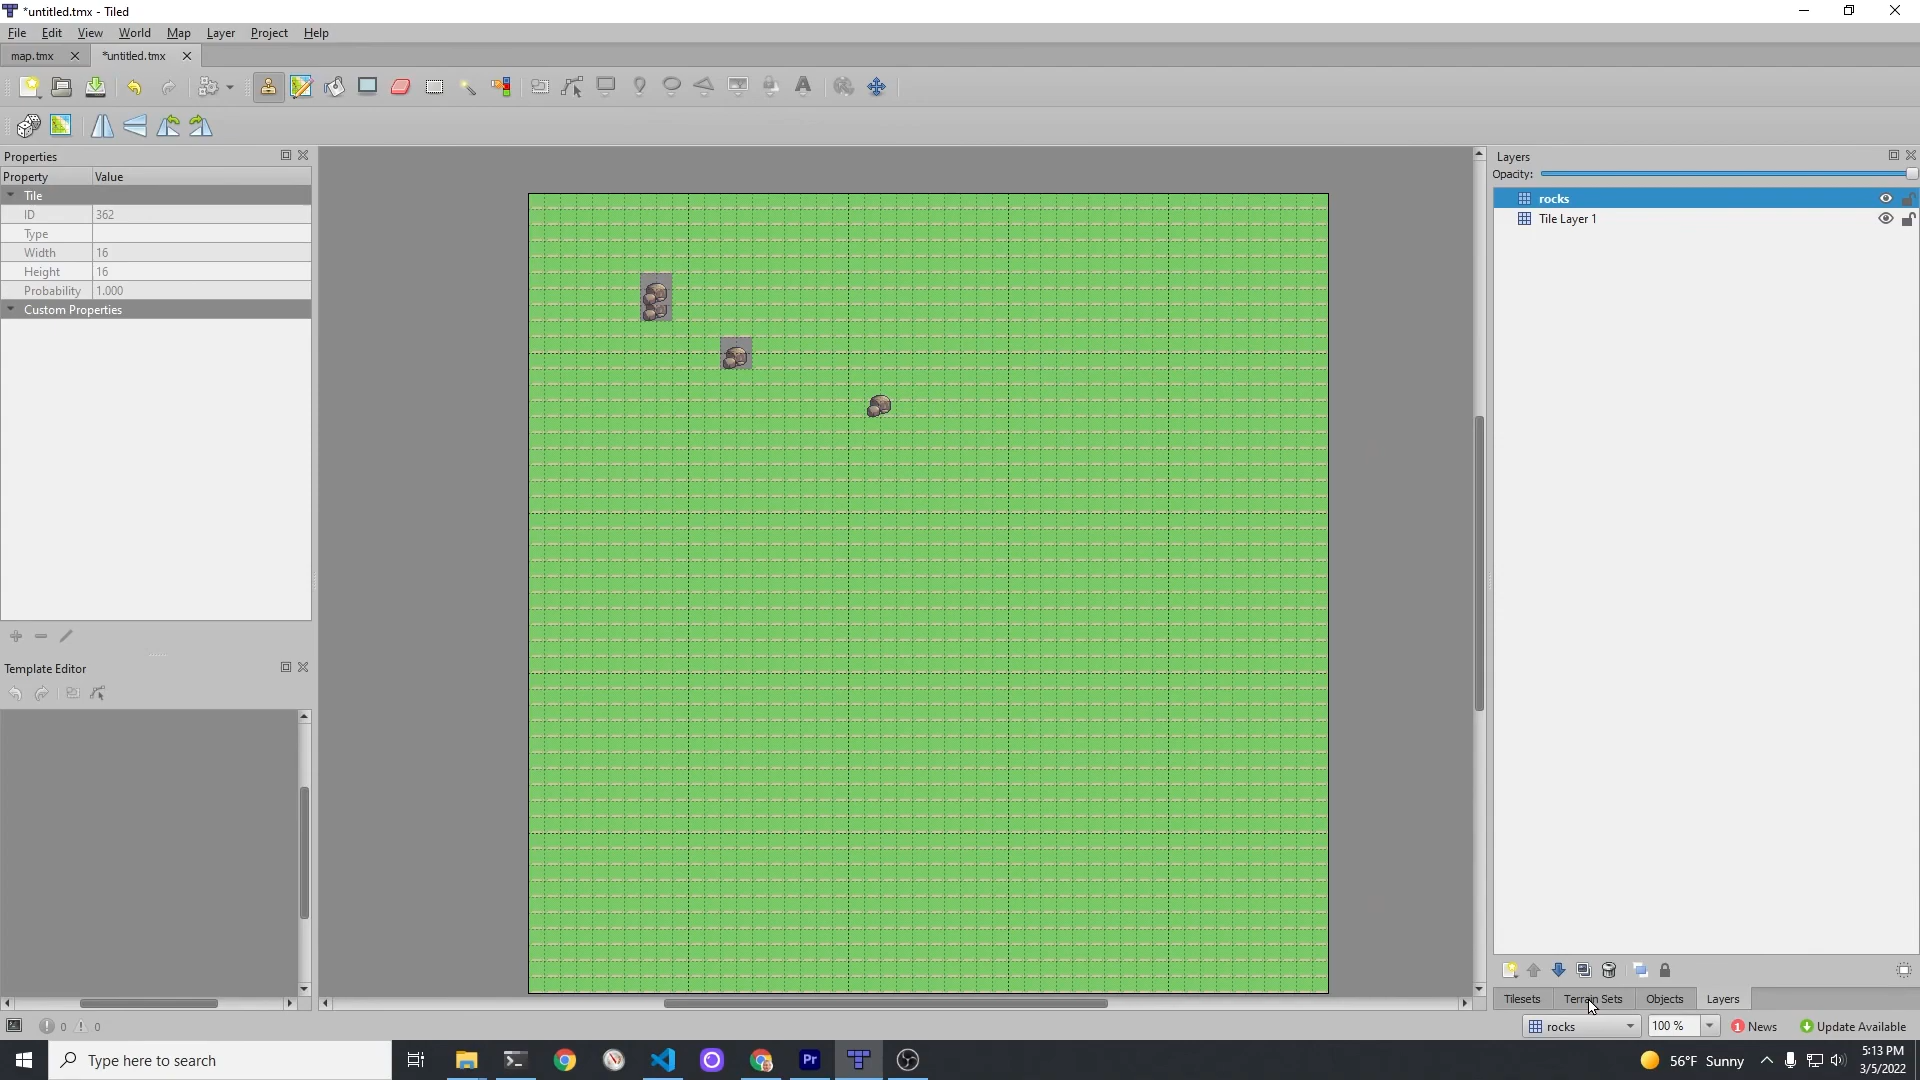 *untitled.tmx - Tiled
File Edit View World Map Layer Project Help
map.tmx *untitled.tmx
Properties
Property Value
Tile
ID 362
Type
Width 16
Height 16
Probability 1.000
Custom Properties
Template Editor
Layers
Opacity:
rocks
Tile Layer 1
Tilesets Terrain Sets Objects Layers
0 0 rocks 100 % 1 News Update Available
Type here to search
Pr
56°F Sunny
5:13 PM
3/5/2022